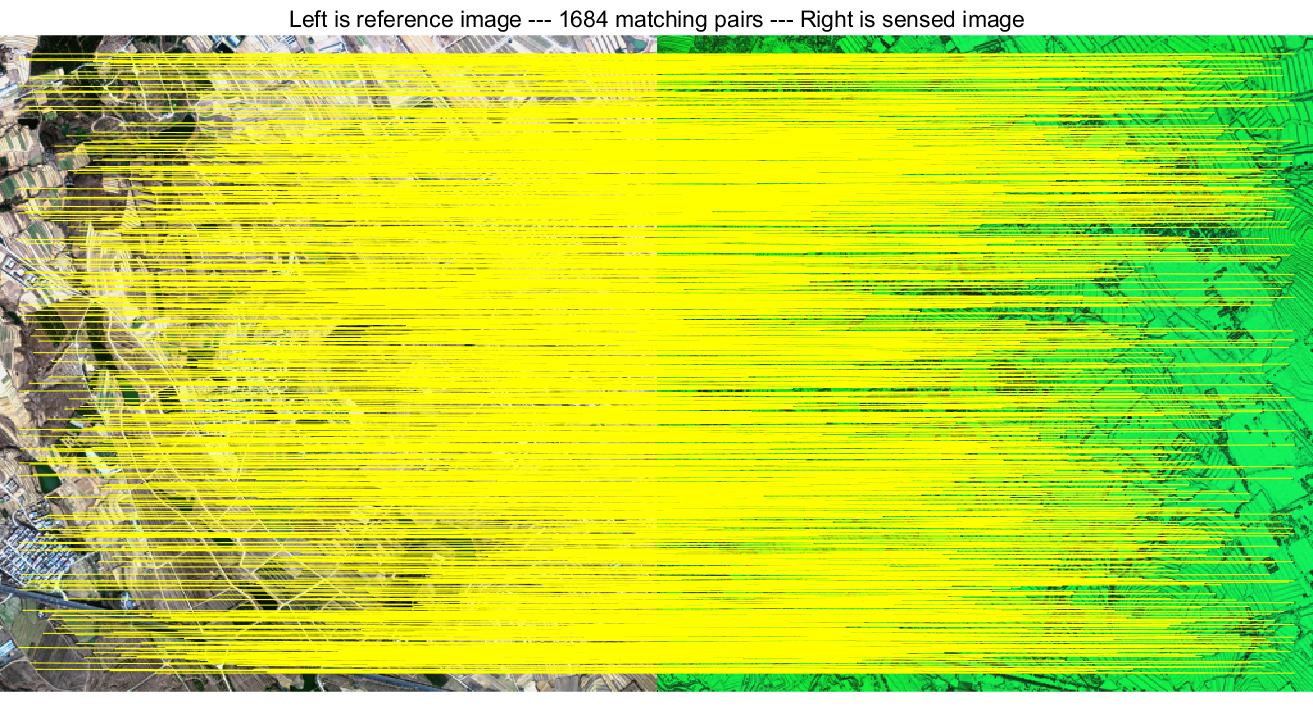 Left is reference image --- 1684 matching pairs --- Right is sensed image